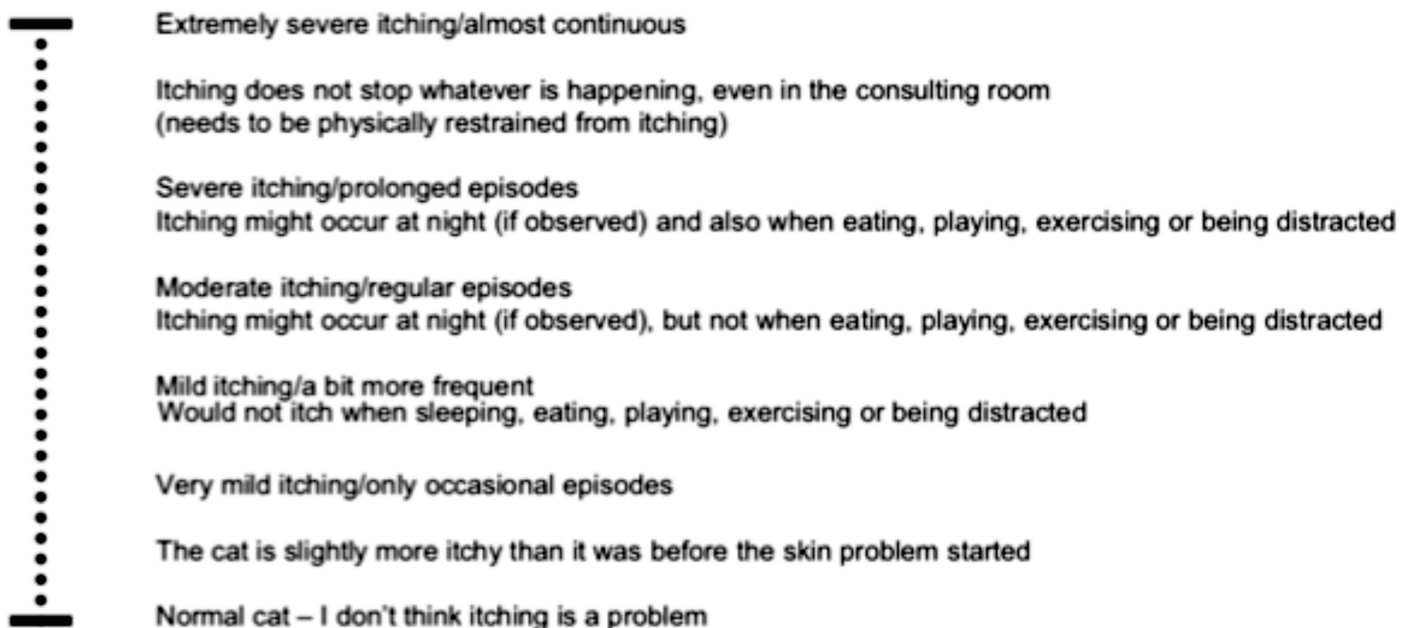 Extremely severe itching/almost continuous
Itching does not stop whatever is happening, even in the consulting room
(needs to be physically restrained from itching)
Severe itching/prolonged episodes
Itching might occur at night (if observed) and also when eating, playing, exercising or being distracted
Moderate itching/regular episodes
Itching might occur at night (if observed), but not when eating, playing, exercising or being distracted
Mild itching/a bit more frequent
Would not itch when sleeping, eating, playing, exercising or being distracted
Very mild itching/only occasional episodes
The cat is slightly more itchy than it was before the skin problem started
Normal cat – I don't think itching is a problem